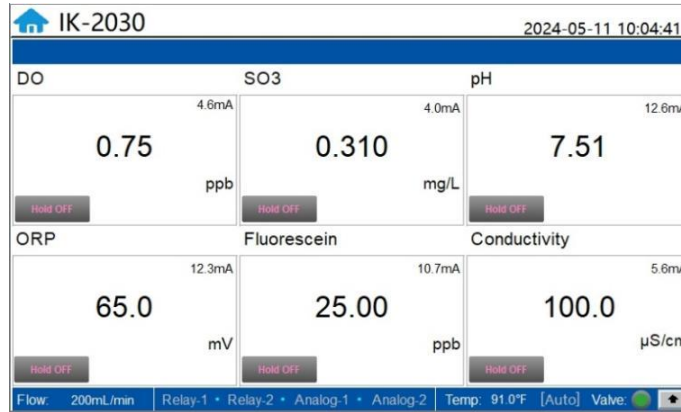 IK-2030
2024-05-11 10:04:41
DO SO3 pH
4.6mA 4.0mA 12.6m
0.75 0.310 7.51
ppb mg/L
Hold OFF Hold OFF Hold OFF
ORP Fluorescein Conductivity
12.3mA 10.7mA 5.6m
65.0 25.00 100.0
mV ppb µS/cm
Hold OFF Hold OFF Hold OFF
Flow: 200mL/min Relay-1 • Relay-2 • Analog-1 • Analog-2 Temp: 91.0°F [Auto] Valve: